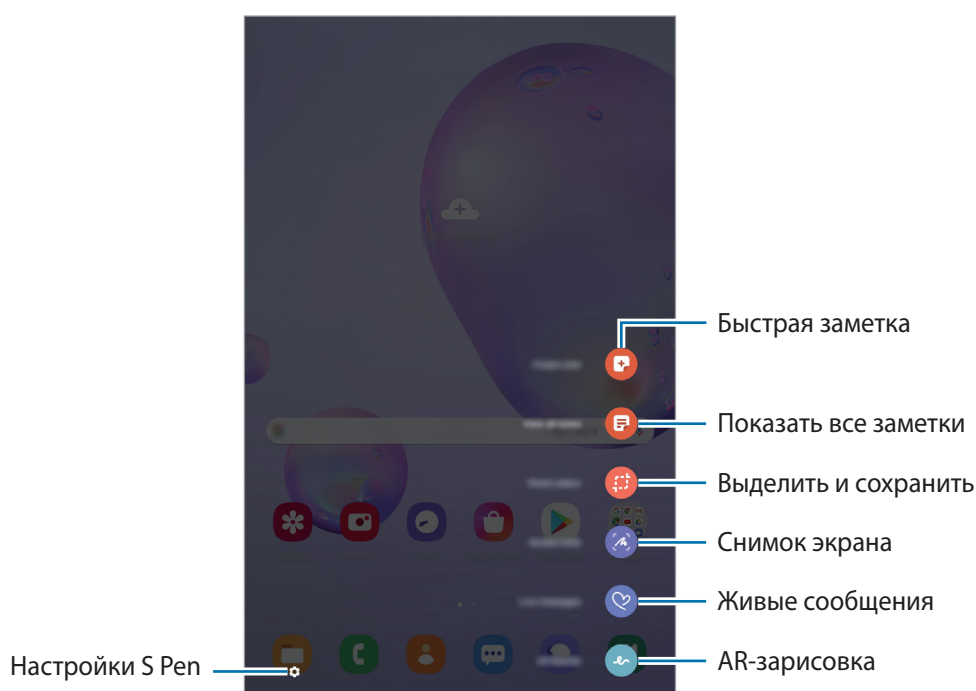 Быстрая заметка
Показать все заметки
Выделить и сохранить
Снимок экрана
Живые сообщения
AR-зарисовка
Настройки S Pen